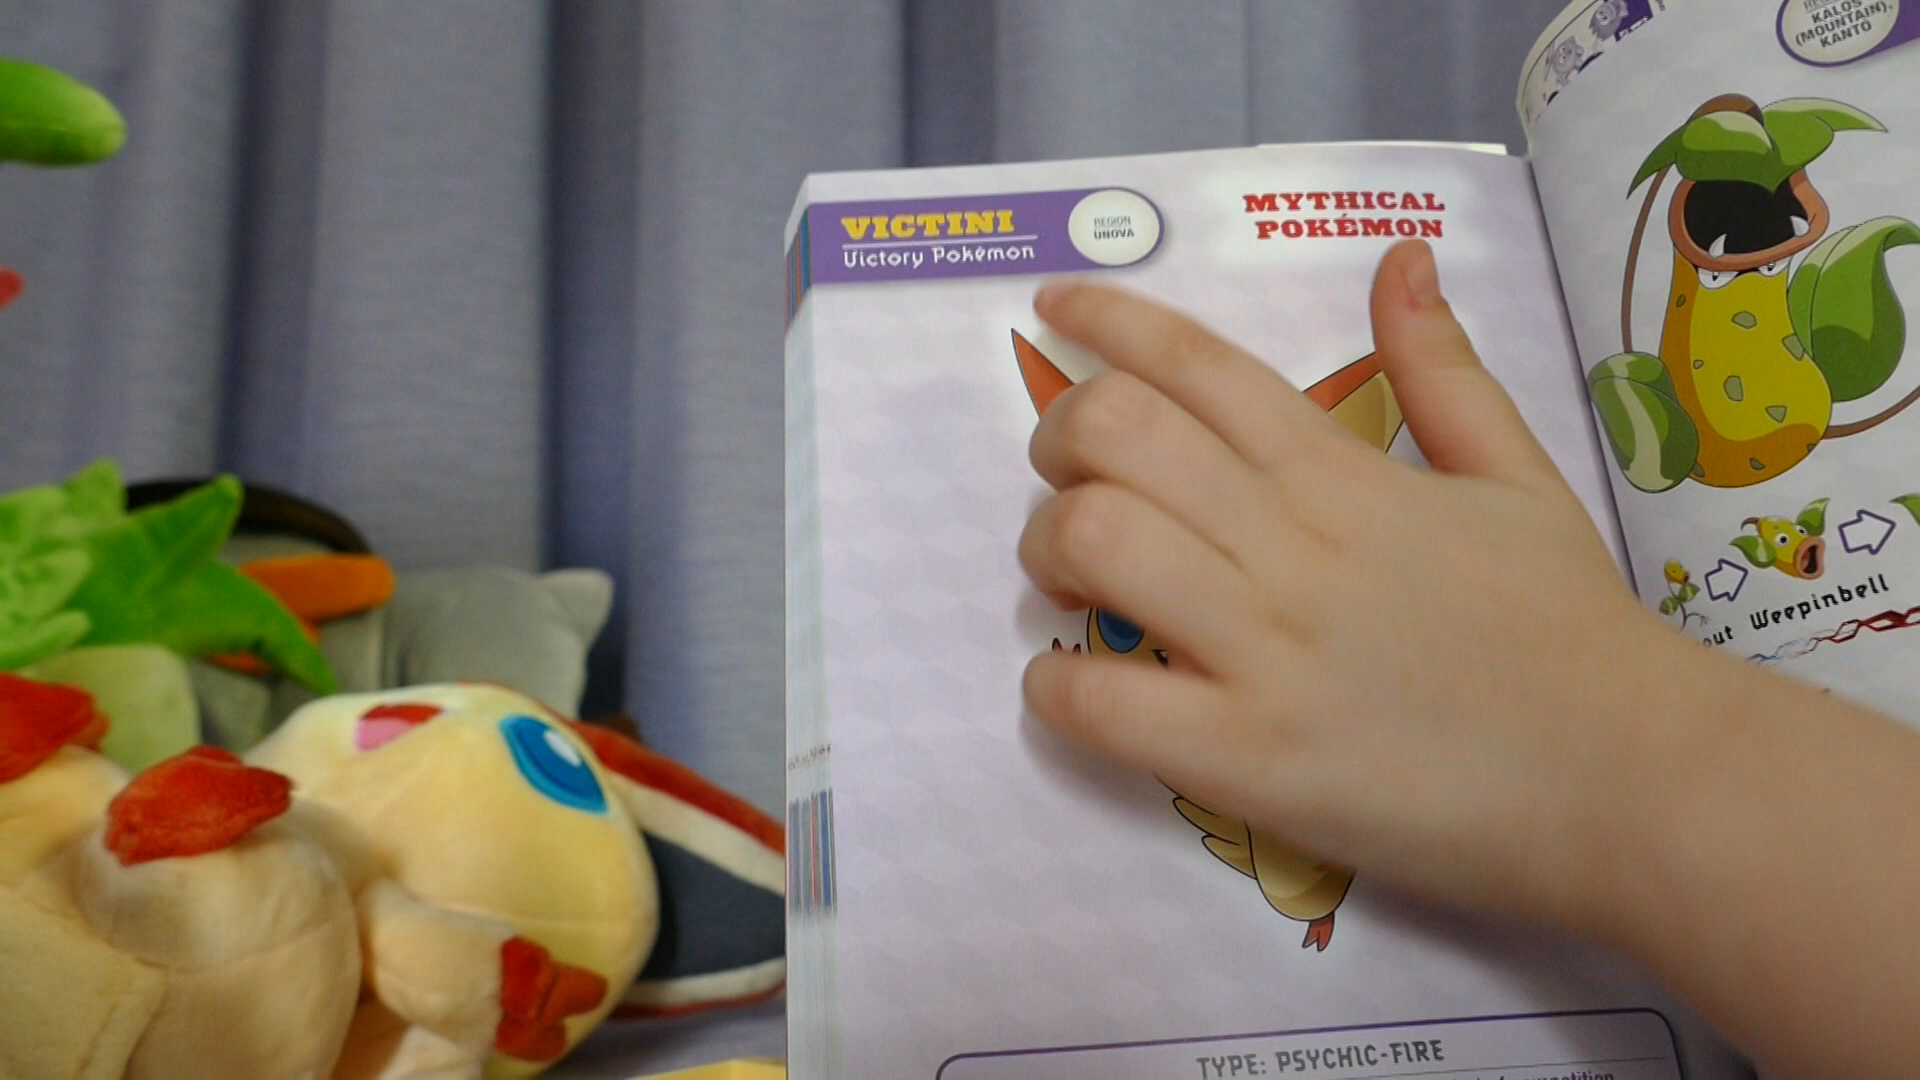 VICTINI
Victory Pokémon
REGION
UNOVA
MYTHICAL
POKÉMON
TYPE: PSYCHIC-FIRE
KALOS
(MOUNTAIN),
KANTO
Weepinbell